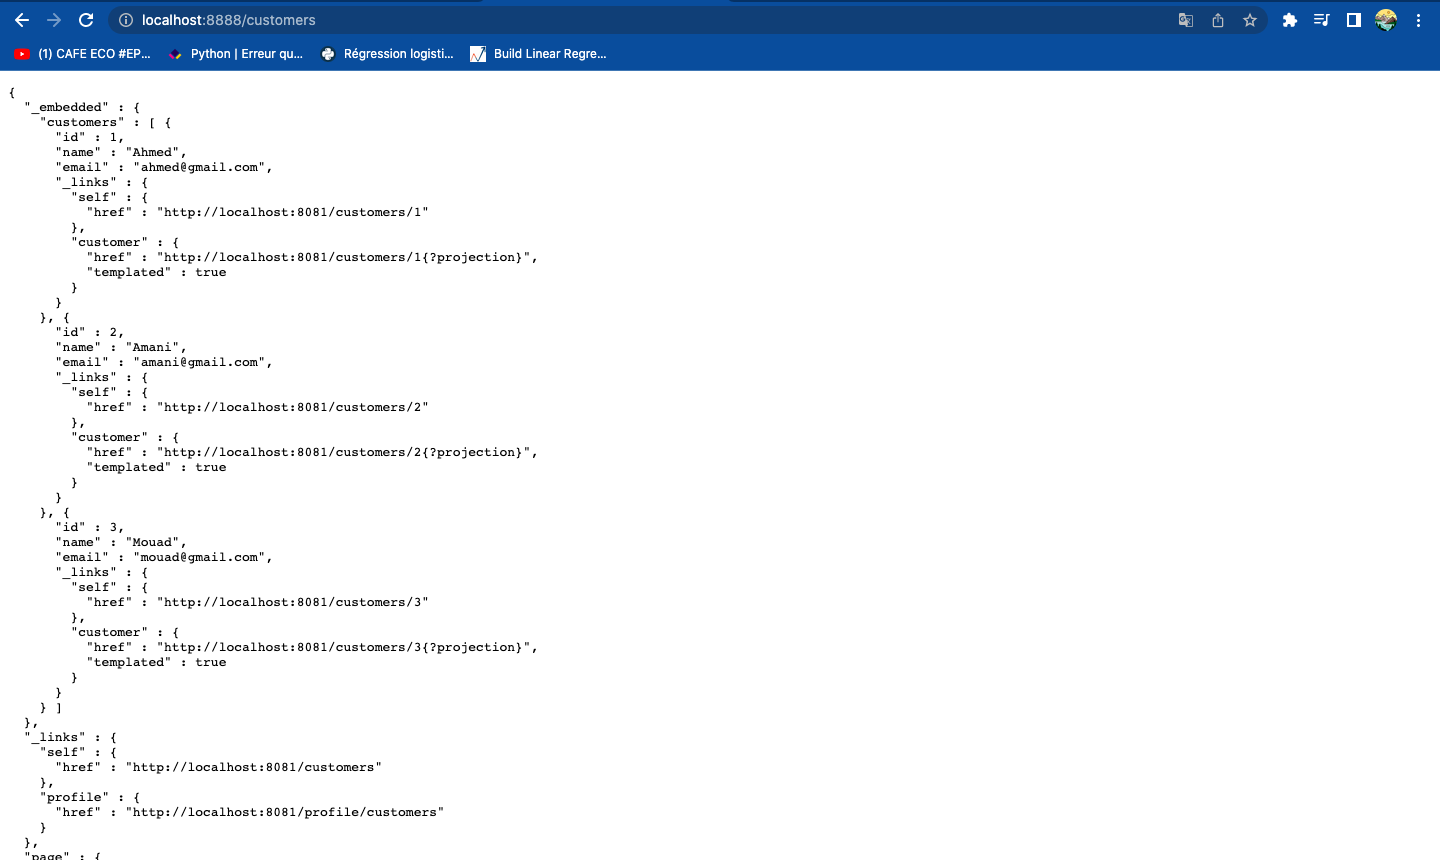 localhost:8888/customers
(1) CAFE ECO #EP...
Python | Erreur qu...
Régression logisti...
Build Linear Regre...
{
  "_embedded" : {
    "customers" : [ {
      "id" : 1,
      "name" : "Ahmed",
      "email" : "ahmed@gmail.com",
      "_links" : {
        "self" : {
          "href" : "http://localhost:8081/customers/1"
        },
        "customer" : {
          "href" : "http://localhost:8081/customers/1{?projection}",
          "templated" : true
        }
      }
    }, {
      "id" : 2,
      "name" : "Amani",
      "email" : "amani@gmail.com",
      "_links" : {
        "self" : {
          "href" : "http://localhost:8081/customers/2"
        },
        "customer" : {
          "href" : "http://localhost:8081/customers/2{?projection}",
          "templated" : true
        }
      }
    }, {
      "id" : 3,
      "name" : "Mouad",
      "email" : "mouad@gmail.com",
      "_links" : {
        "self" : {
          "href" : "http://localhost:8081/customers/3"
        },
        "customer" : {
          "href" : "http://localhost:8081/customers/3{?projection}",
          "templated" : true
        }
      }
    } ]
  },
  "_links" : {
    "self" : {
      "href" : "http://localhost:8081/customers"
    },
    "profile" : {
      "href" : "http://localhost:8081/profile/customers"
    }
  },
  "page" : {